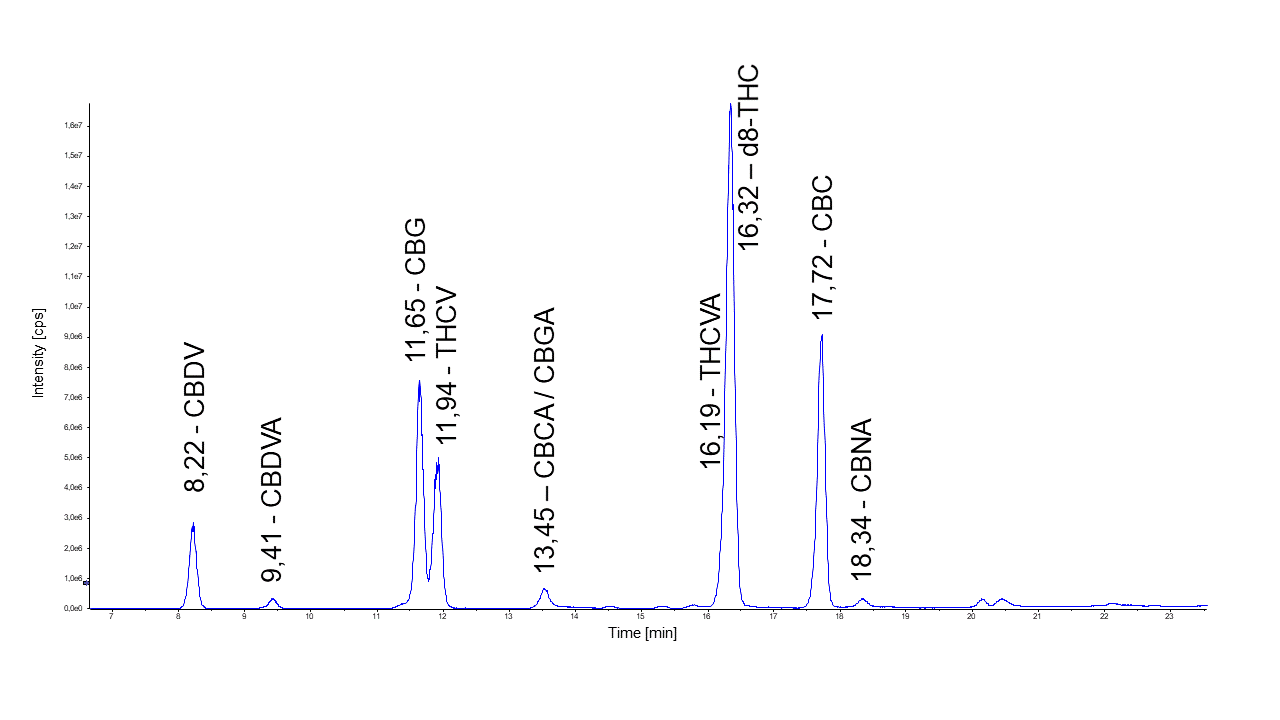 16,32 – d8-THC
17,72 - CBC
11,65 - CBG
11,94 - THCV
16,19 - THCVA
13,45 – CBCA / CBGA
8,22 - CBDV
9,41 - CBDVA
18,34 - CBNA
Intensity [cps]
1,6e7
1,5e7
1,4e7
1,3e7
1,2e7
1,1e7
1,0e7
9,0e6
8,0e6
7,0e6
6,0e6
5,0e6
4,0e6
3,0e6
2,0e6
1,0e6
0,0e0
7 8 9 10 11 12 13 14 15 16 17 18 19 20 21 22 23
Time [min]